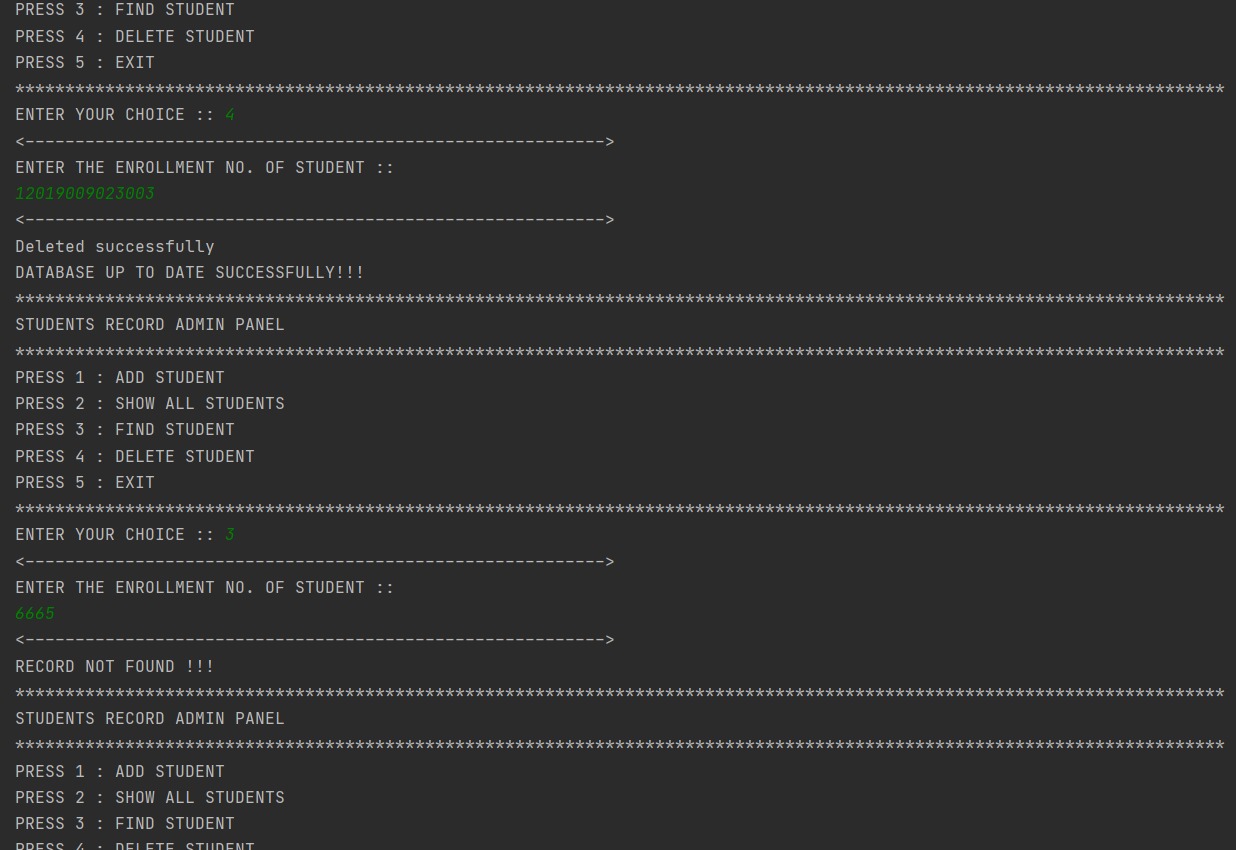 PRESS 3 : FIND STUDENT
PRESS 4 : DELETE STUDENT
PRESS 5 : EXIT
*************************************************************************************************************************
ENTER YOUR CHOICE :: 4
<---------------------------------------------------------->
ENTER THE ENROLLMENT NO. OF STUDENT ::
12019009023003
<---------------------------------------------------------->
Deleted successfully
DATABASE UP TO DATE SUCCESSFULLY!!!
*************************************************************************************************************************
STUDENTS RECORD ADMIN PANEL
*************************************************************************************************************************
PRESS 1 : ADD STUDENT
PRESS 2 : SHOW ALL STUDENTS
PRESS 3 : FIND STUDENT
PRESS 4 : DELETE STUDENT
PRESS 5 : EXIT
*************************************************************************************************************************
ENTER YOUR CHOICE :: 3
<---------------------------------------------------------->
ENTER THE ENROLLMENT NO. OF STUDENT ::
6665
<---------------------------------------------------------->
RECORD NOT FOUND !!!
*************************************************************************************************************************
STUDENTS RECORD ADMIN PANEL
*************************************************************************************************************************
PRESS 1 : ADD STUDENT
PRESS 2 : SHOW ALL STUDENTS
PRESS 3 : FIND STUDENT
PRESS 4 : DELETE STUDENT